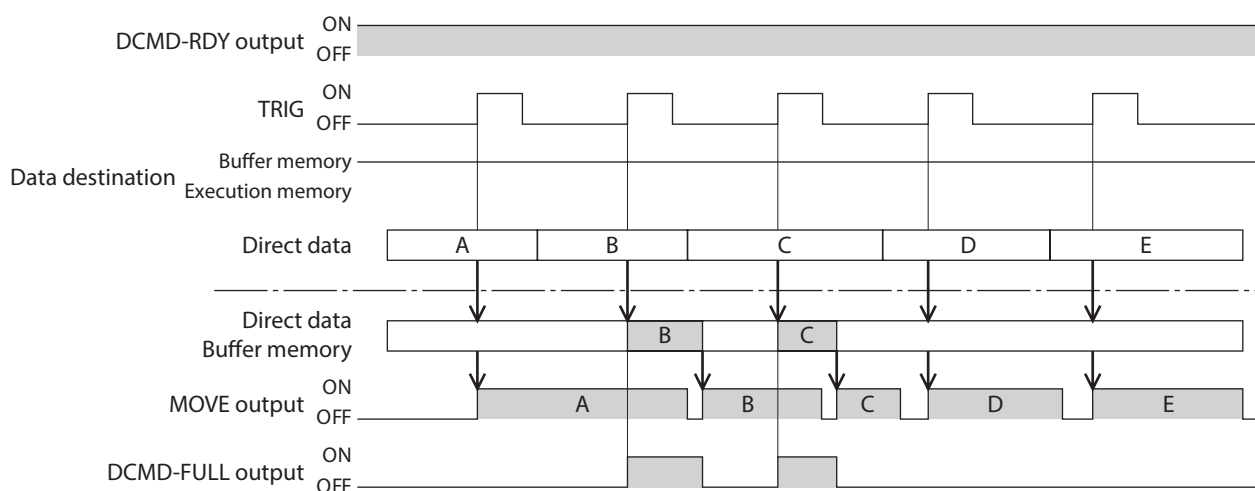 DCMD-RDY output
ON
OFF
TRIG
ON
OFF
Data destination
Buffer memory
Execution memory
Direct data
A B C D E
Direct data
Buffer memory
B C
MOVE output
ON
OFF
A B C D E
DCMD-FULL output
ON
OFF